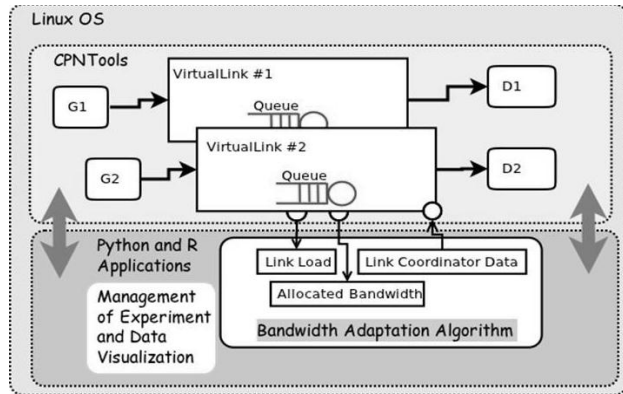 Linux OS
CPNTools
VirtualLink #1
G1
D1
Queue
VirtualLink #2
G2
D2
Queue
Python and R
Applications
Link Load
Link Coordinator Data
Allocated Bandwidth
Management
of Experiment
and Data
Visualization
Bandwidth Adaptation Algorithm